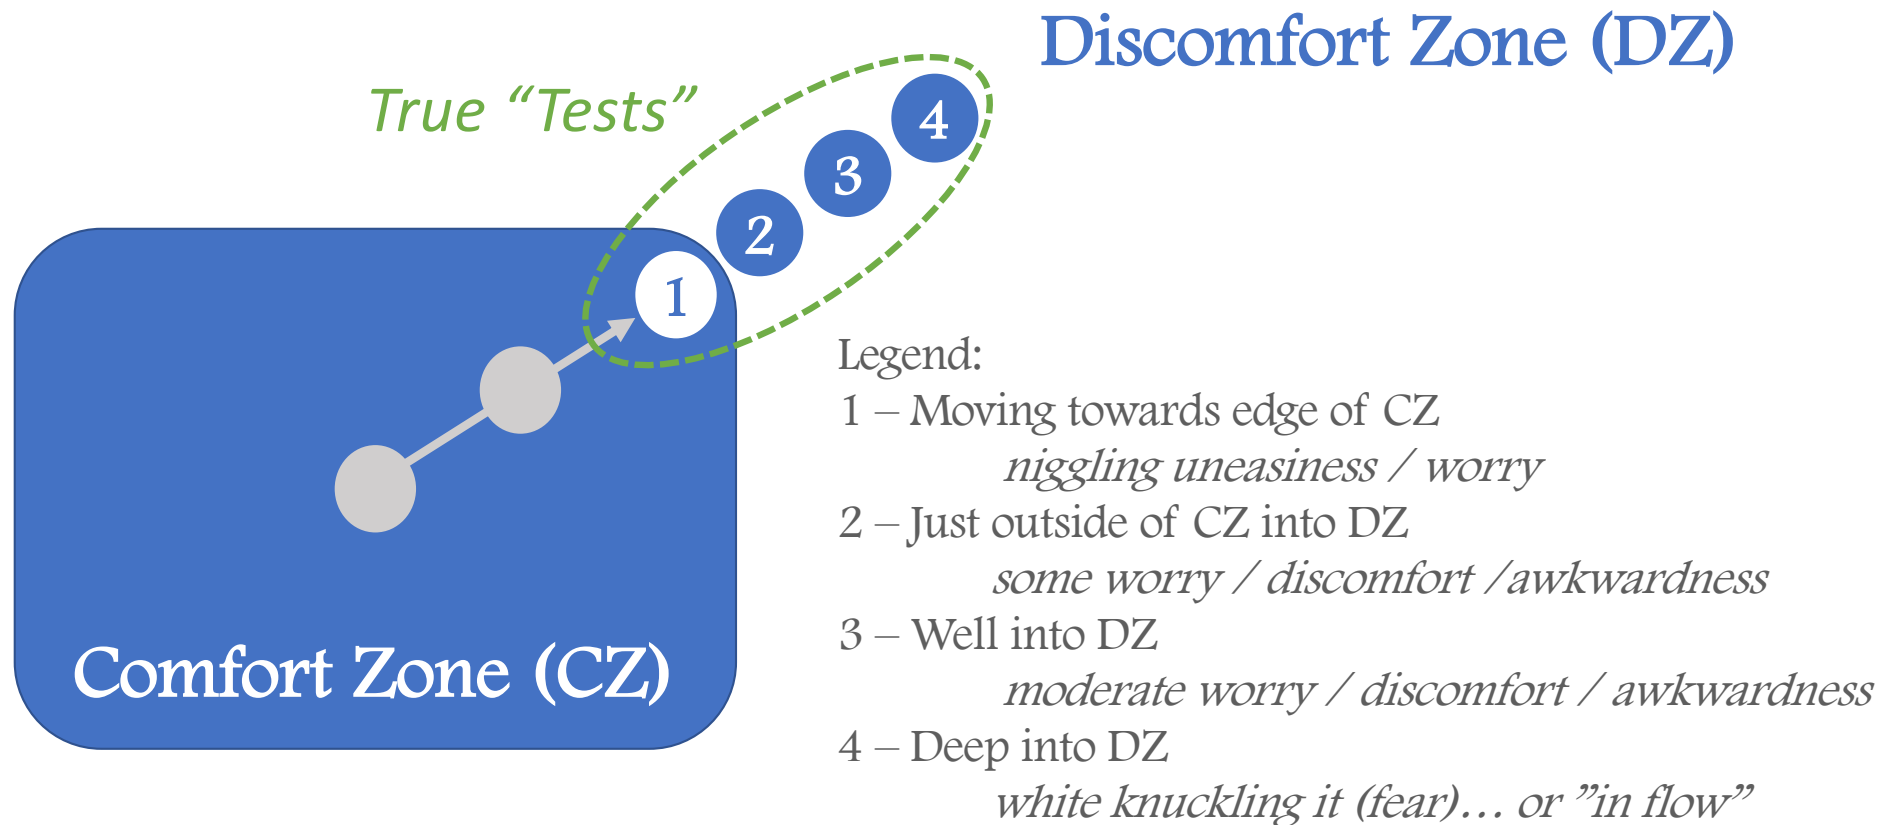 Discomfort Zone (DZ)
True “Tests”
4
3
2
1
Comfort Zone (CZ)
Legend:
1 – Moving towards edge of CZ
niggling uneasiness / worry
2 – Just outside of CZ into DZ
some worry / discomfort /awkwardness
3 – Well into DZ
moderate worry / discomfort / awkwardness
4 – Deep into DZ
white knuckling it (fear)… or ”in flow”